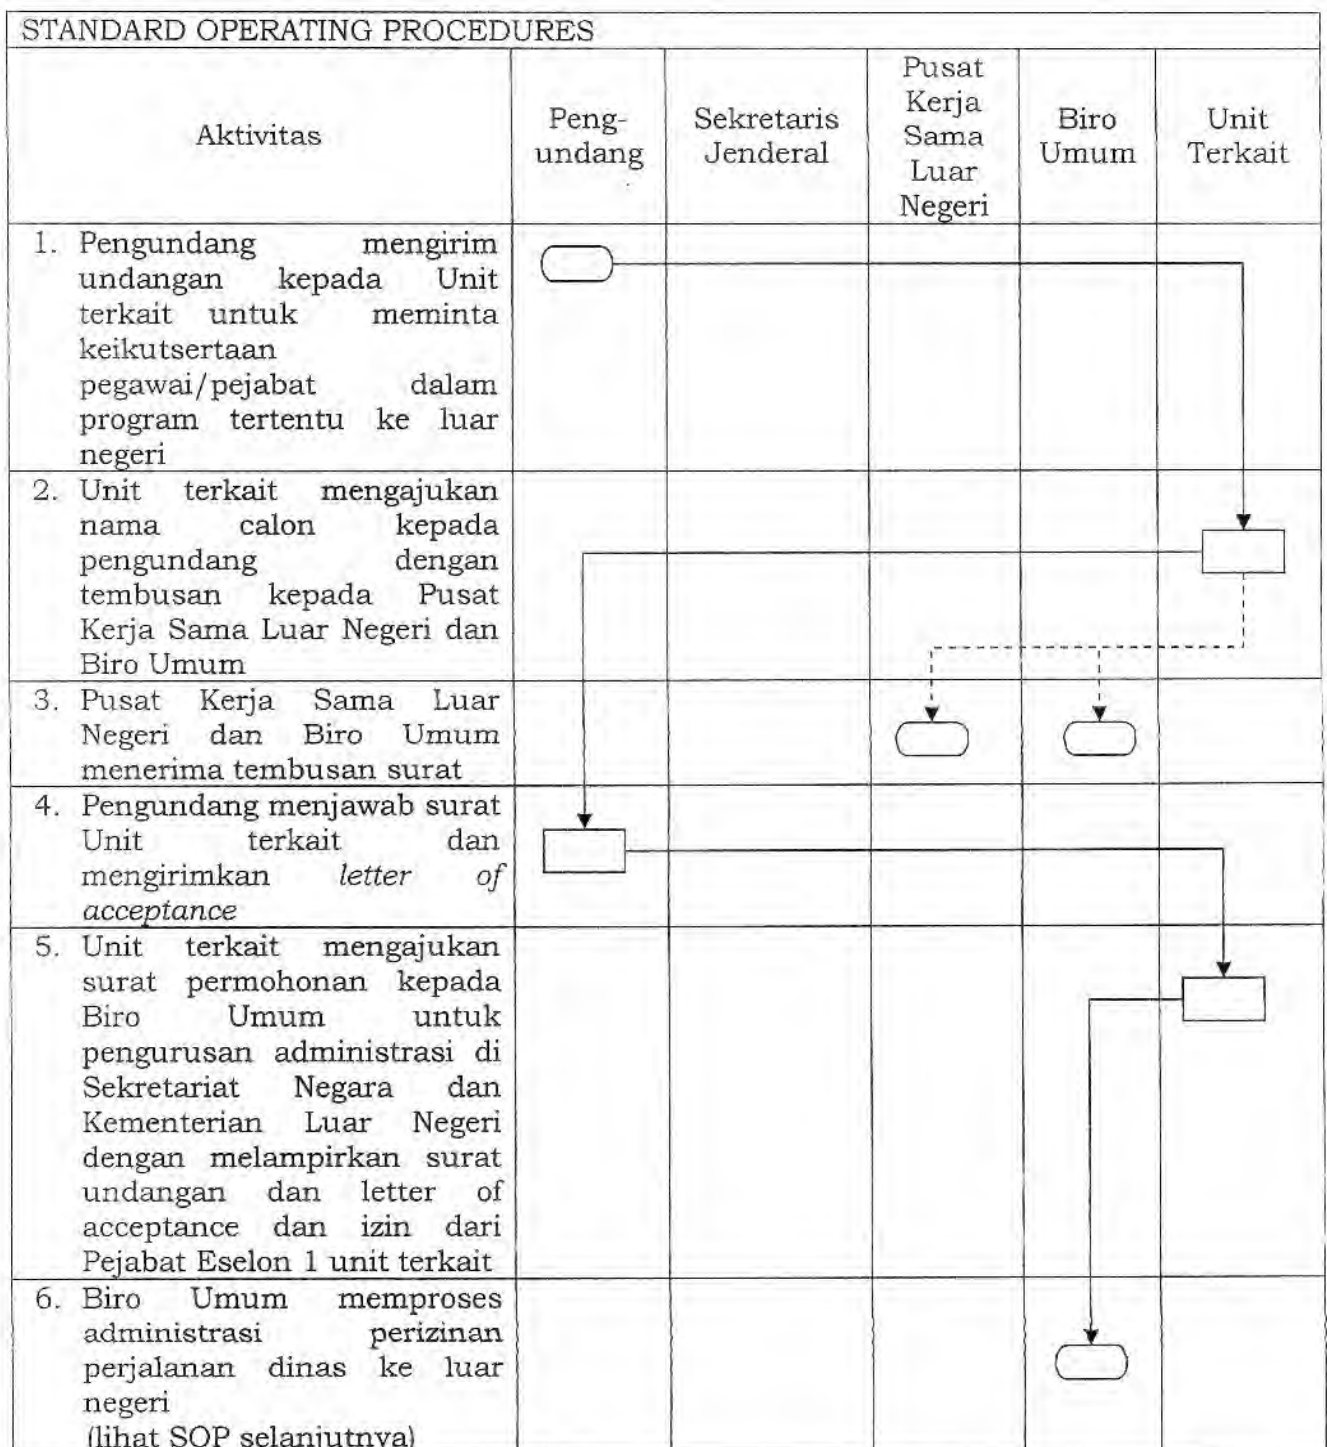 STANDARD OPERATING PROCEDURES
Aktivitas
Peng-
undang
Sekretaris
Jenderal
Pusat
Kerja
Sama
Luar
Negeri
Biro
Umum
Unit
Terkait
1. Pengundang mengirim
undangan kepada Unit
terkait untuk meminta
keikutsertaan
pegawai/pejabat dalam
program tertentu ke luar
negeri
2. Unit terkait mengajukan
nama calon kepada
pengundang dengan
tembusan kepada Pusat
Kerja Sama Luar Negeri dan
Biro Umum
3. Pusat Kerja Sama Luar
Negeri dan Biro Umum
menerima tembusan surat
4. Pengundang menjawab surat
Unit terkait dan
mengirimkan letter of
acceptance
5. Unit terkait mengajukan
surat permohonan kepada
Biro Umum untuk
pengurusan administrasi di
Sekretariat Negara dan
Kementerian Luar Negeri
dengan melampirkan surat
undangan dan letter of
acceptance dan izin dari
Pejabat Eselon 1 unit terkait
6. Biro Umum memproses
administrasi perizinan
perjalanan dinas ke luar
negeri
(lihat SOP selanjutnya)